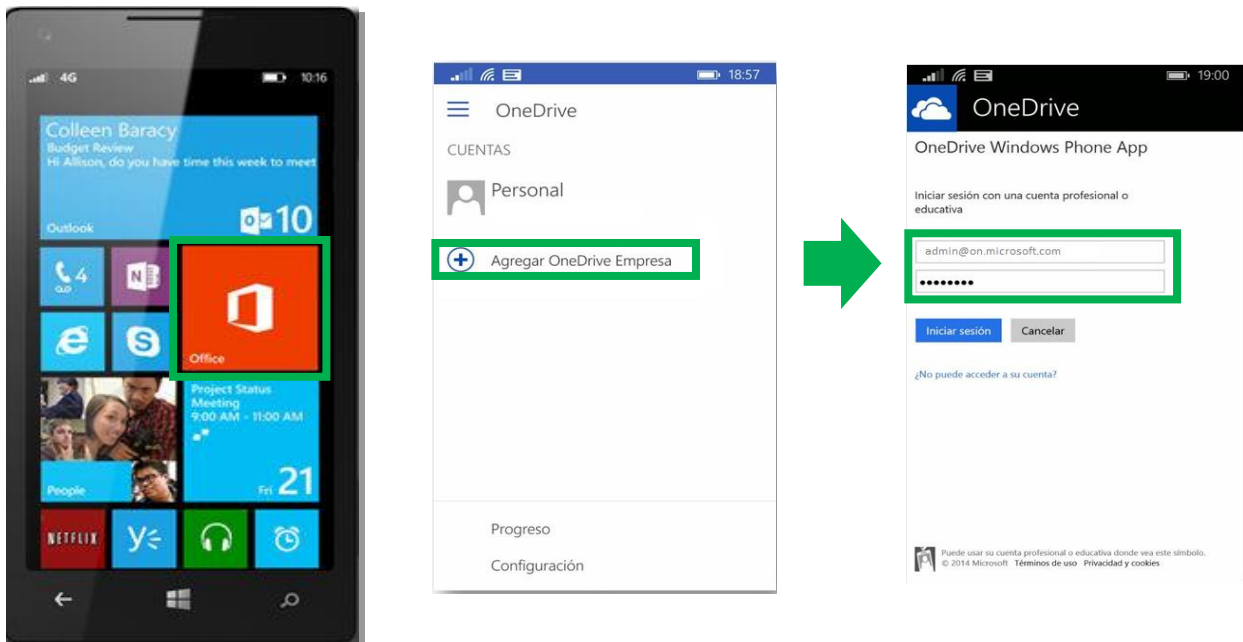 4G 10:16
Colleen Baracy
Budget Review
Hi Allison, do you have time this week to meet
Outlook
10
4
N
Office
S
Project Status
Meeting
9:00 AM - 11:00 AM
People
Fri 21
NETFLIX
18:57
OneDrive
CUENTAS
Personal
Agregar OneDrive Empresa
Progreso
Configuración
19:00
OneDrive
OneDrive Windows Phone App
Iniciar sesión con una cuenta profesional o
educativa
admin@on.microsoft.com
Iniciar sesión Cancelar
¿No puede acceder a su cuenta?
Puede usar su cuenta profesional o educativa donde vea este símbolo.
© 2014 Microsoft Términos de uso Privacidad y cookies